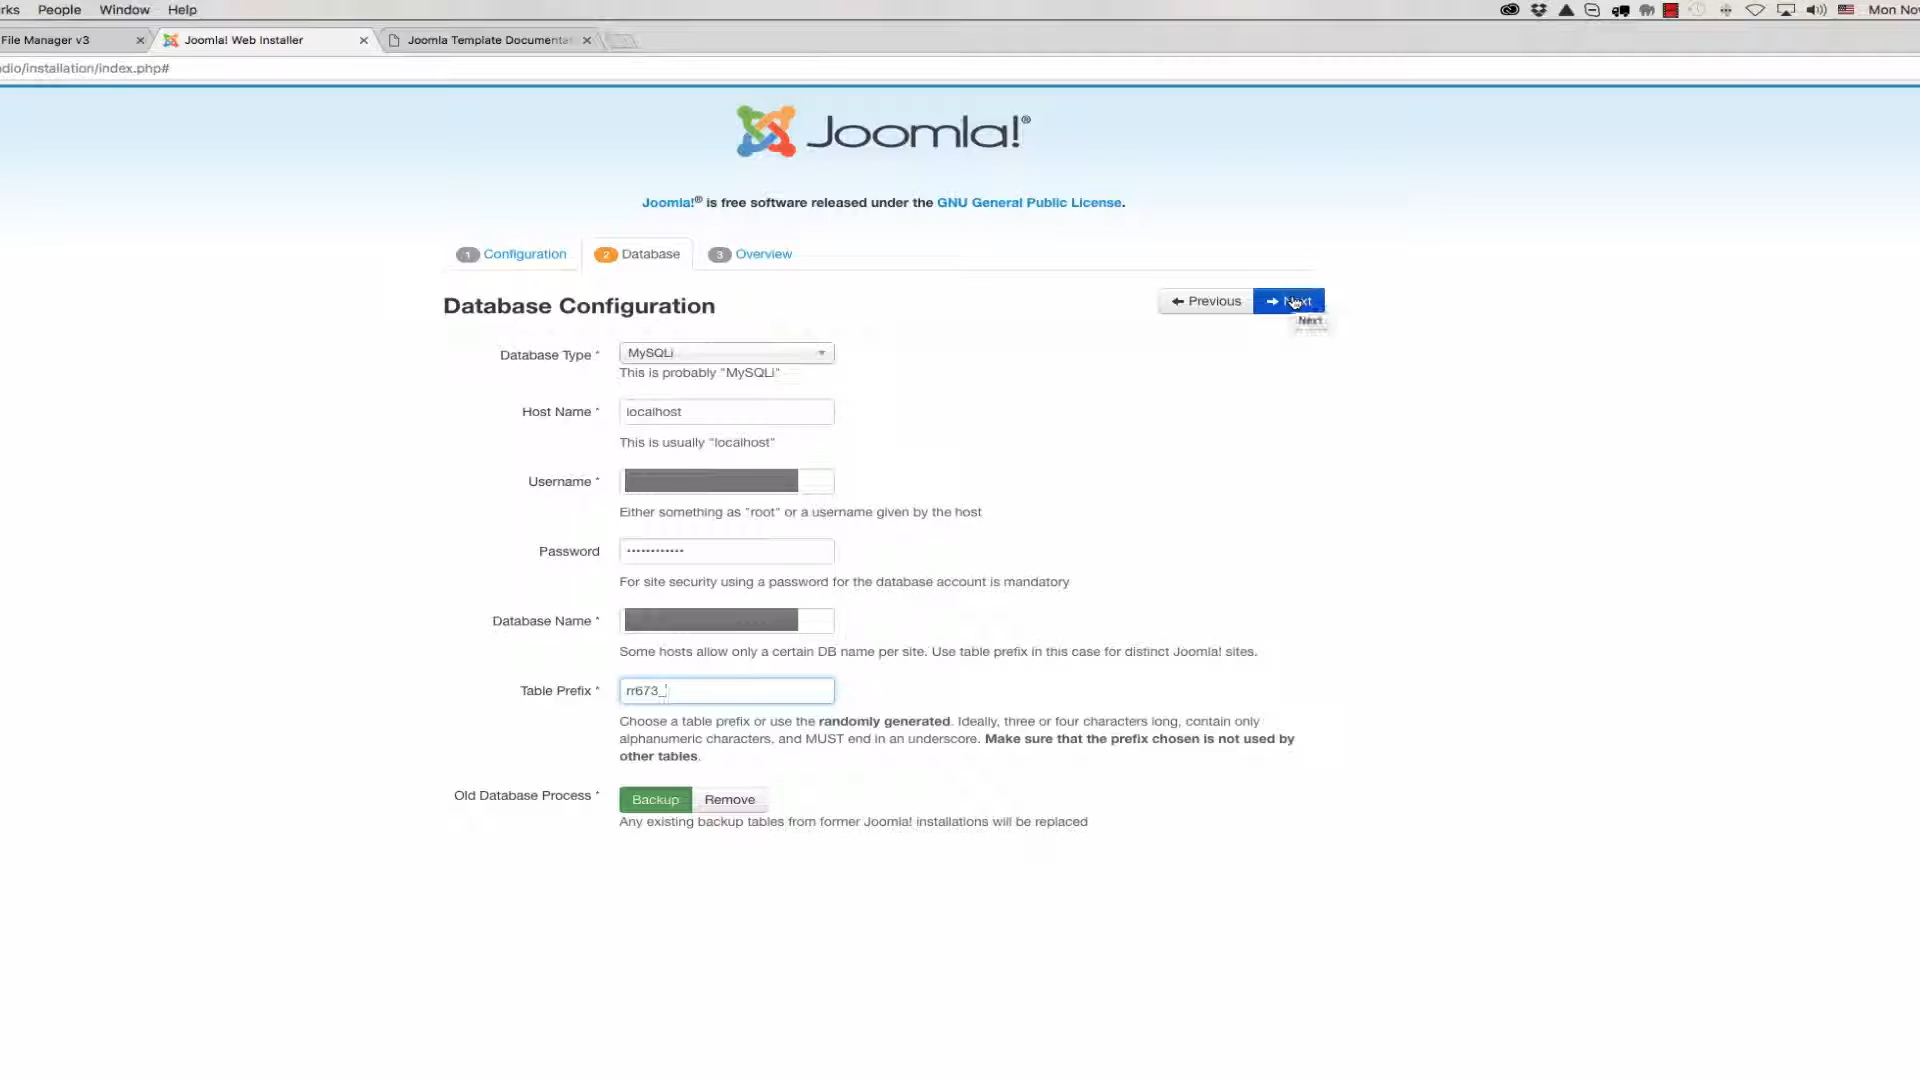 rks People Window Help Mon Nov
File Manager v3 Joomla! Web Installer Joomla Template Documenta
dio/installation/index.php#
Joomla!®
Joomla!® is free software released under the GNU General Public License.
1 Configuration 2 Database 3 Overview
Database Configuration
Previous Next
Next
Database Type * MySQLi
This is probably "MySQLi"
Host Name * localhost
This is usually "localhost"
Username *
Either something as "root" or a username given by the host
Password ••••••••••••
For site security using a password for the database account is mandatory
Database Name *
Some hosts allow only a certain DB name per site. Use table prefix in this case for distinct Joomla! sites.
Table Prefix * rr673_
Choose a table prefix or use the randomly generated. Ideally, three or four characters long, contain only
alphanumeric characters, and MUST end in an underscore. Make sure that the prefix chosen is not used by
other tables.
Old Database Process * Backup Remove
Any existing backup tables from former Joomla! installations will be replaced